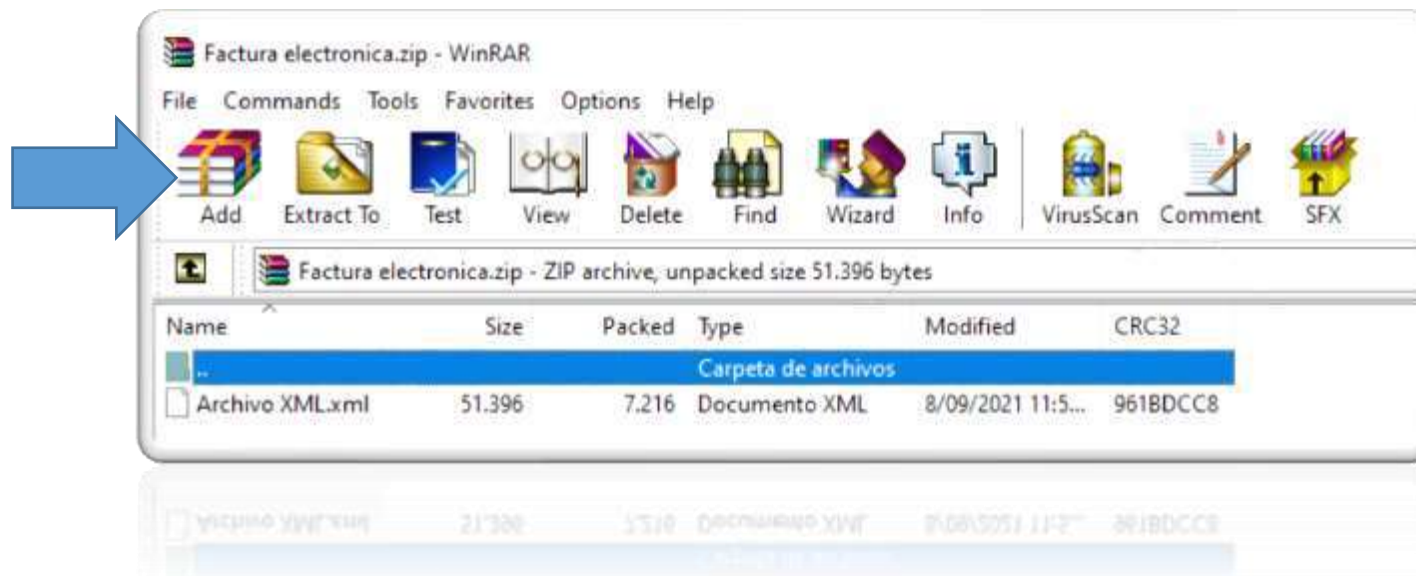 Factura electronica.zip - WinRAR
File Commands Tools Favorites Options Help
Add Extract To Test View Delete Find Wizard Info VirusScan Comment SFX
Factura electronica.zip - ZIP archive, unpacked size 51.396 bytes
Name Size Packed Type Modified CRC32
.. Carpeta de archivos
Archivo XML.xml 51.396 7.216 Documento XML 8/09/2021 11:5... 961BDCC8